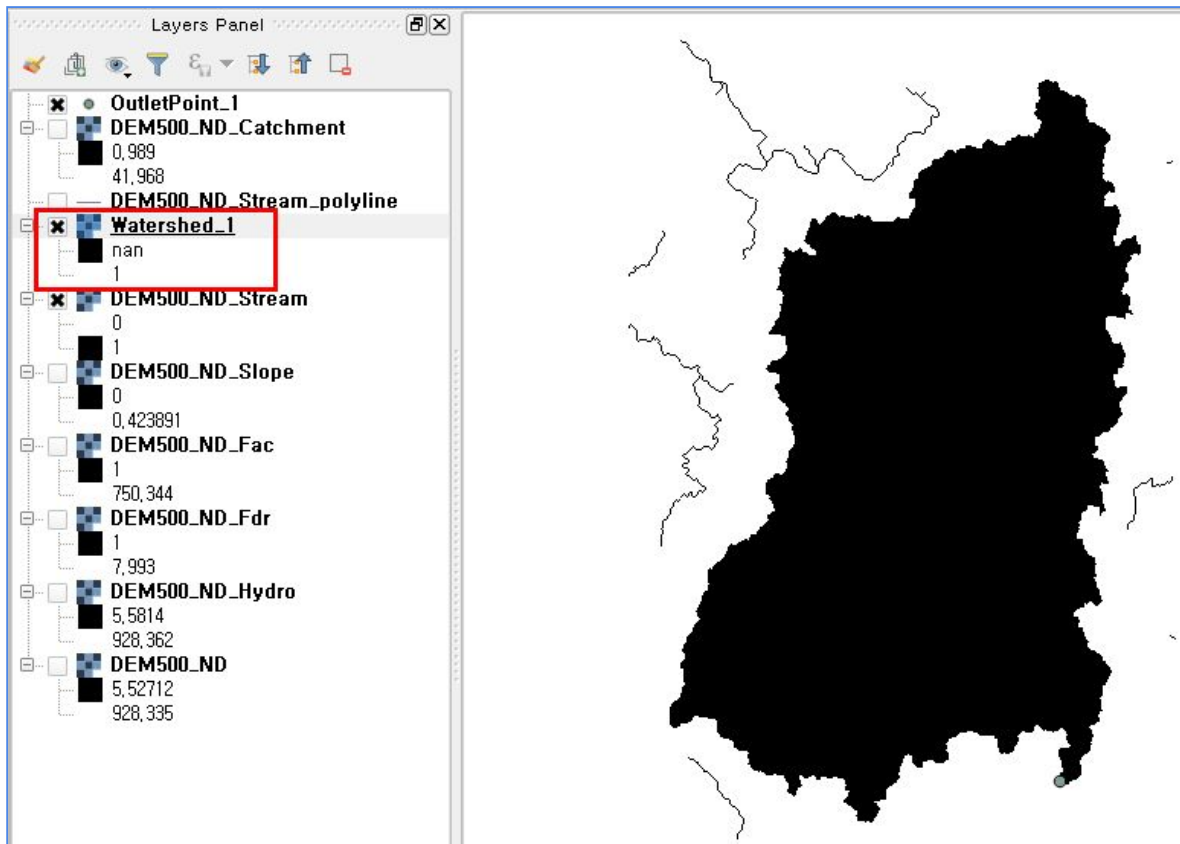 Layers Panel
OutletPoint_1
DEM500_ND_Catchment
0,989
41,968
DEM500_ND_Stream_polyline
Watershed_1
nan
1
DEM500_ND_Stream
0
1
DEM500_ND_Slope
0
0,423891
DEM500_ND_Fac
1
750,344
DEM500_ND_Fdr
1
7,993
DEM500_ND_Hydro
5,5814
928,362
DEM500_ND
5,52712
928,335